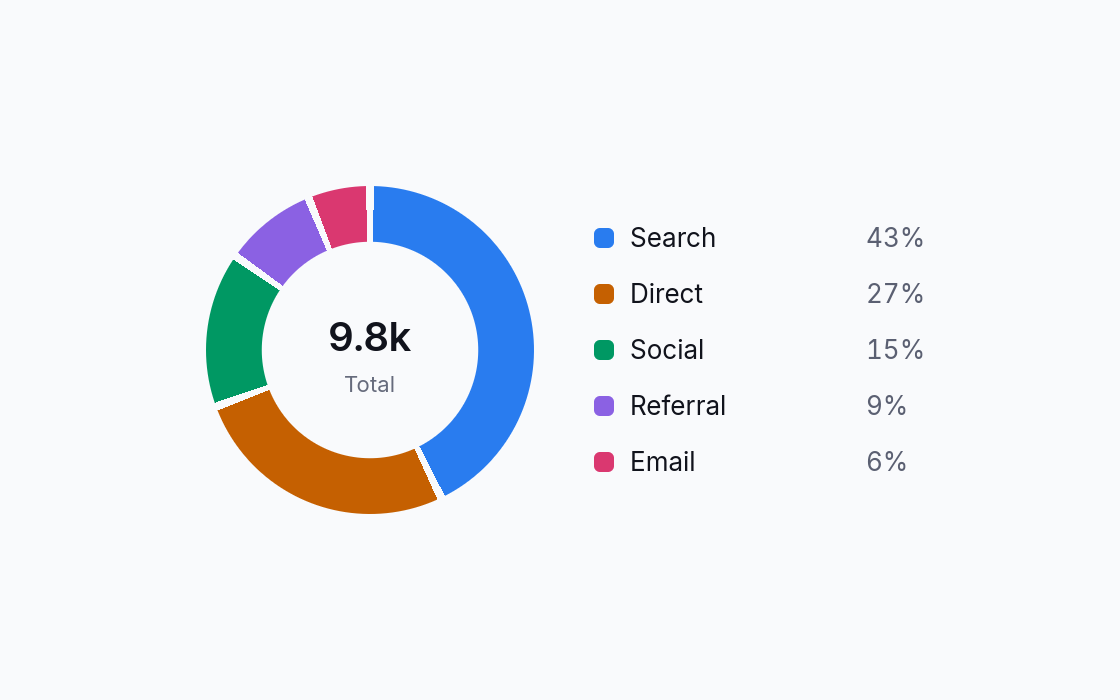 9.8k
Total
Search 43%
Direct 27%
Social 15%
Referral 9%
Email 6%